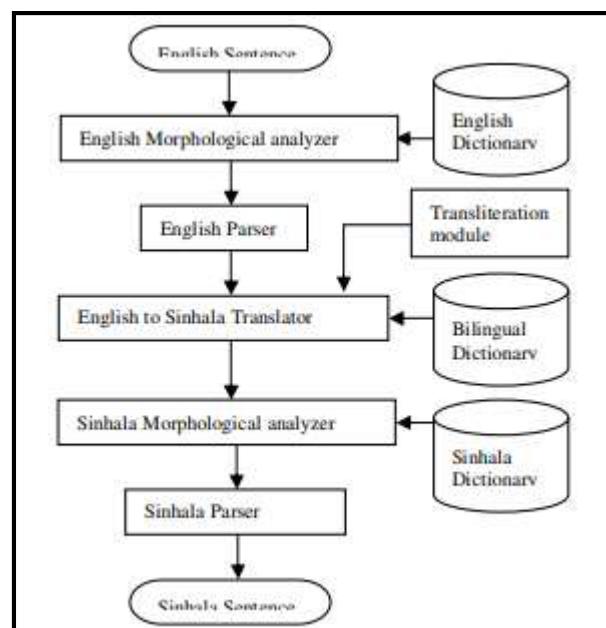 English Sentence
English Morphological analyzer
English
Dictionary
English Parser
Transliteration
module
English to Sinhala Translator
Bilingual
Dictionary
Sinhala Morphological analyzer
Sinhala
Dictionary
Sinhala Parser
Sinhala Sentence